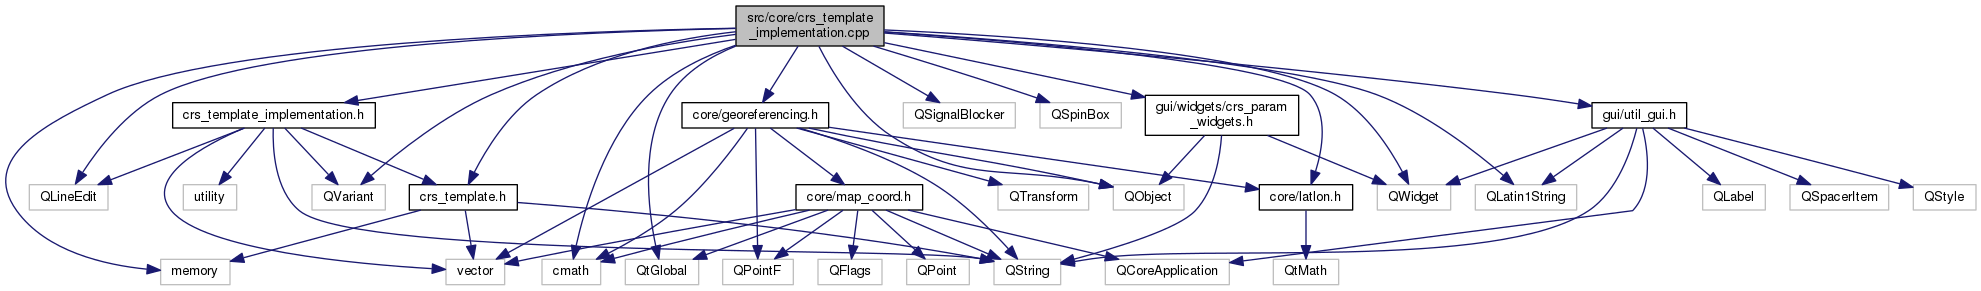 src/core/crs_template
_implementation.cpp
crs_template_implementation.h
core/georeferencing.h
QSignalBlocker
QSpinBox
gui/widgets/crs_param
_widgets.h
gui/util_gui.h
QLineEdit
utility
QVariant
crs_template.h
core/map_coord.h
QTransform
QObject
core/latlon.h
QWidget
QLatin1String
QLabel
QSpacerItem
QStyle
memory
vector
cmath
QtGlobal
QPointF
QFlags
QPoint
QString
QCoreApplication
QtMath